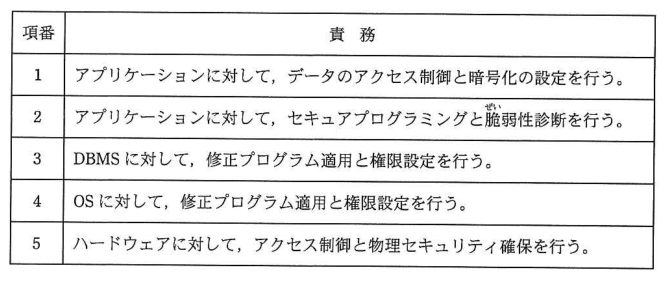 項番 責務
1 アプリケーションに対して，データのアクセス制御と暗号化の設定を行う。
2 アプリケーションに対して，セキュアプログラミングと脆弱性診断を行う。
3 DBMSに対して，修正プログラム適用と権限設定を行う。
4 OSに対して，修正プログラム適用と権限設定を行う。
5 ハードウェアに対して，アクセス制御と物理セキュリティ確保を行う。